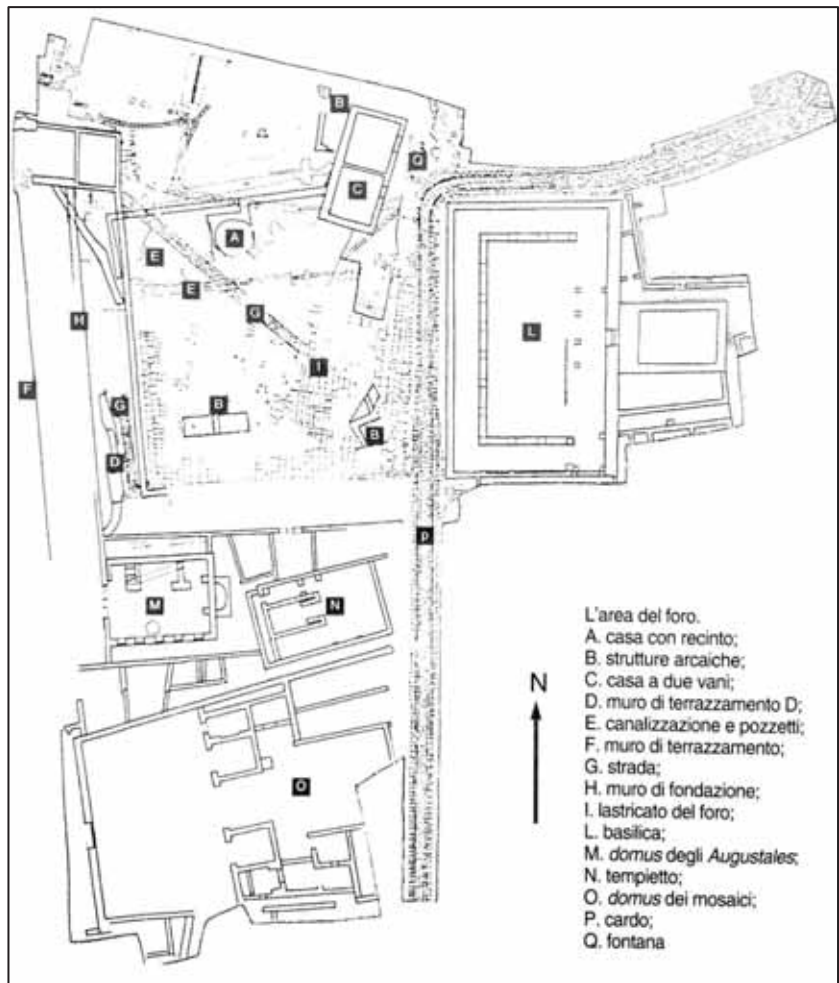 B
Q
C
A
E
E
G
H
I
L
F
B
G
B
D
p
M
N
O
N
L'area del foro.
A. casa con recinto;
B. strutture arcaiche;
C. casa a due vani;
D. muro di terrazzamento D;
E. canalizzazione e pozzetti;
F. muro di terrazzamento;
G. strada;
H. muro di fondazione;
I. lastricato del foro;
L. basilica;
M. domus degli Augustales;
N. tempietto;
O. domus dei mosaici;
P. cardo;
Q. fontana